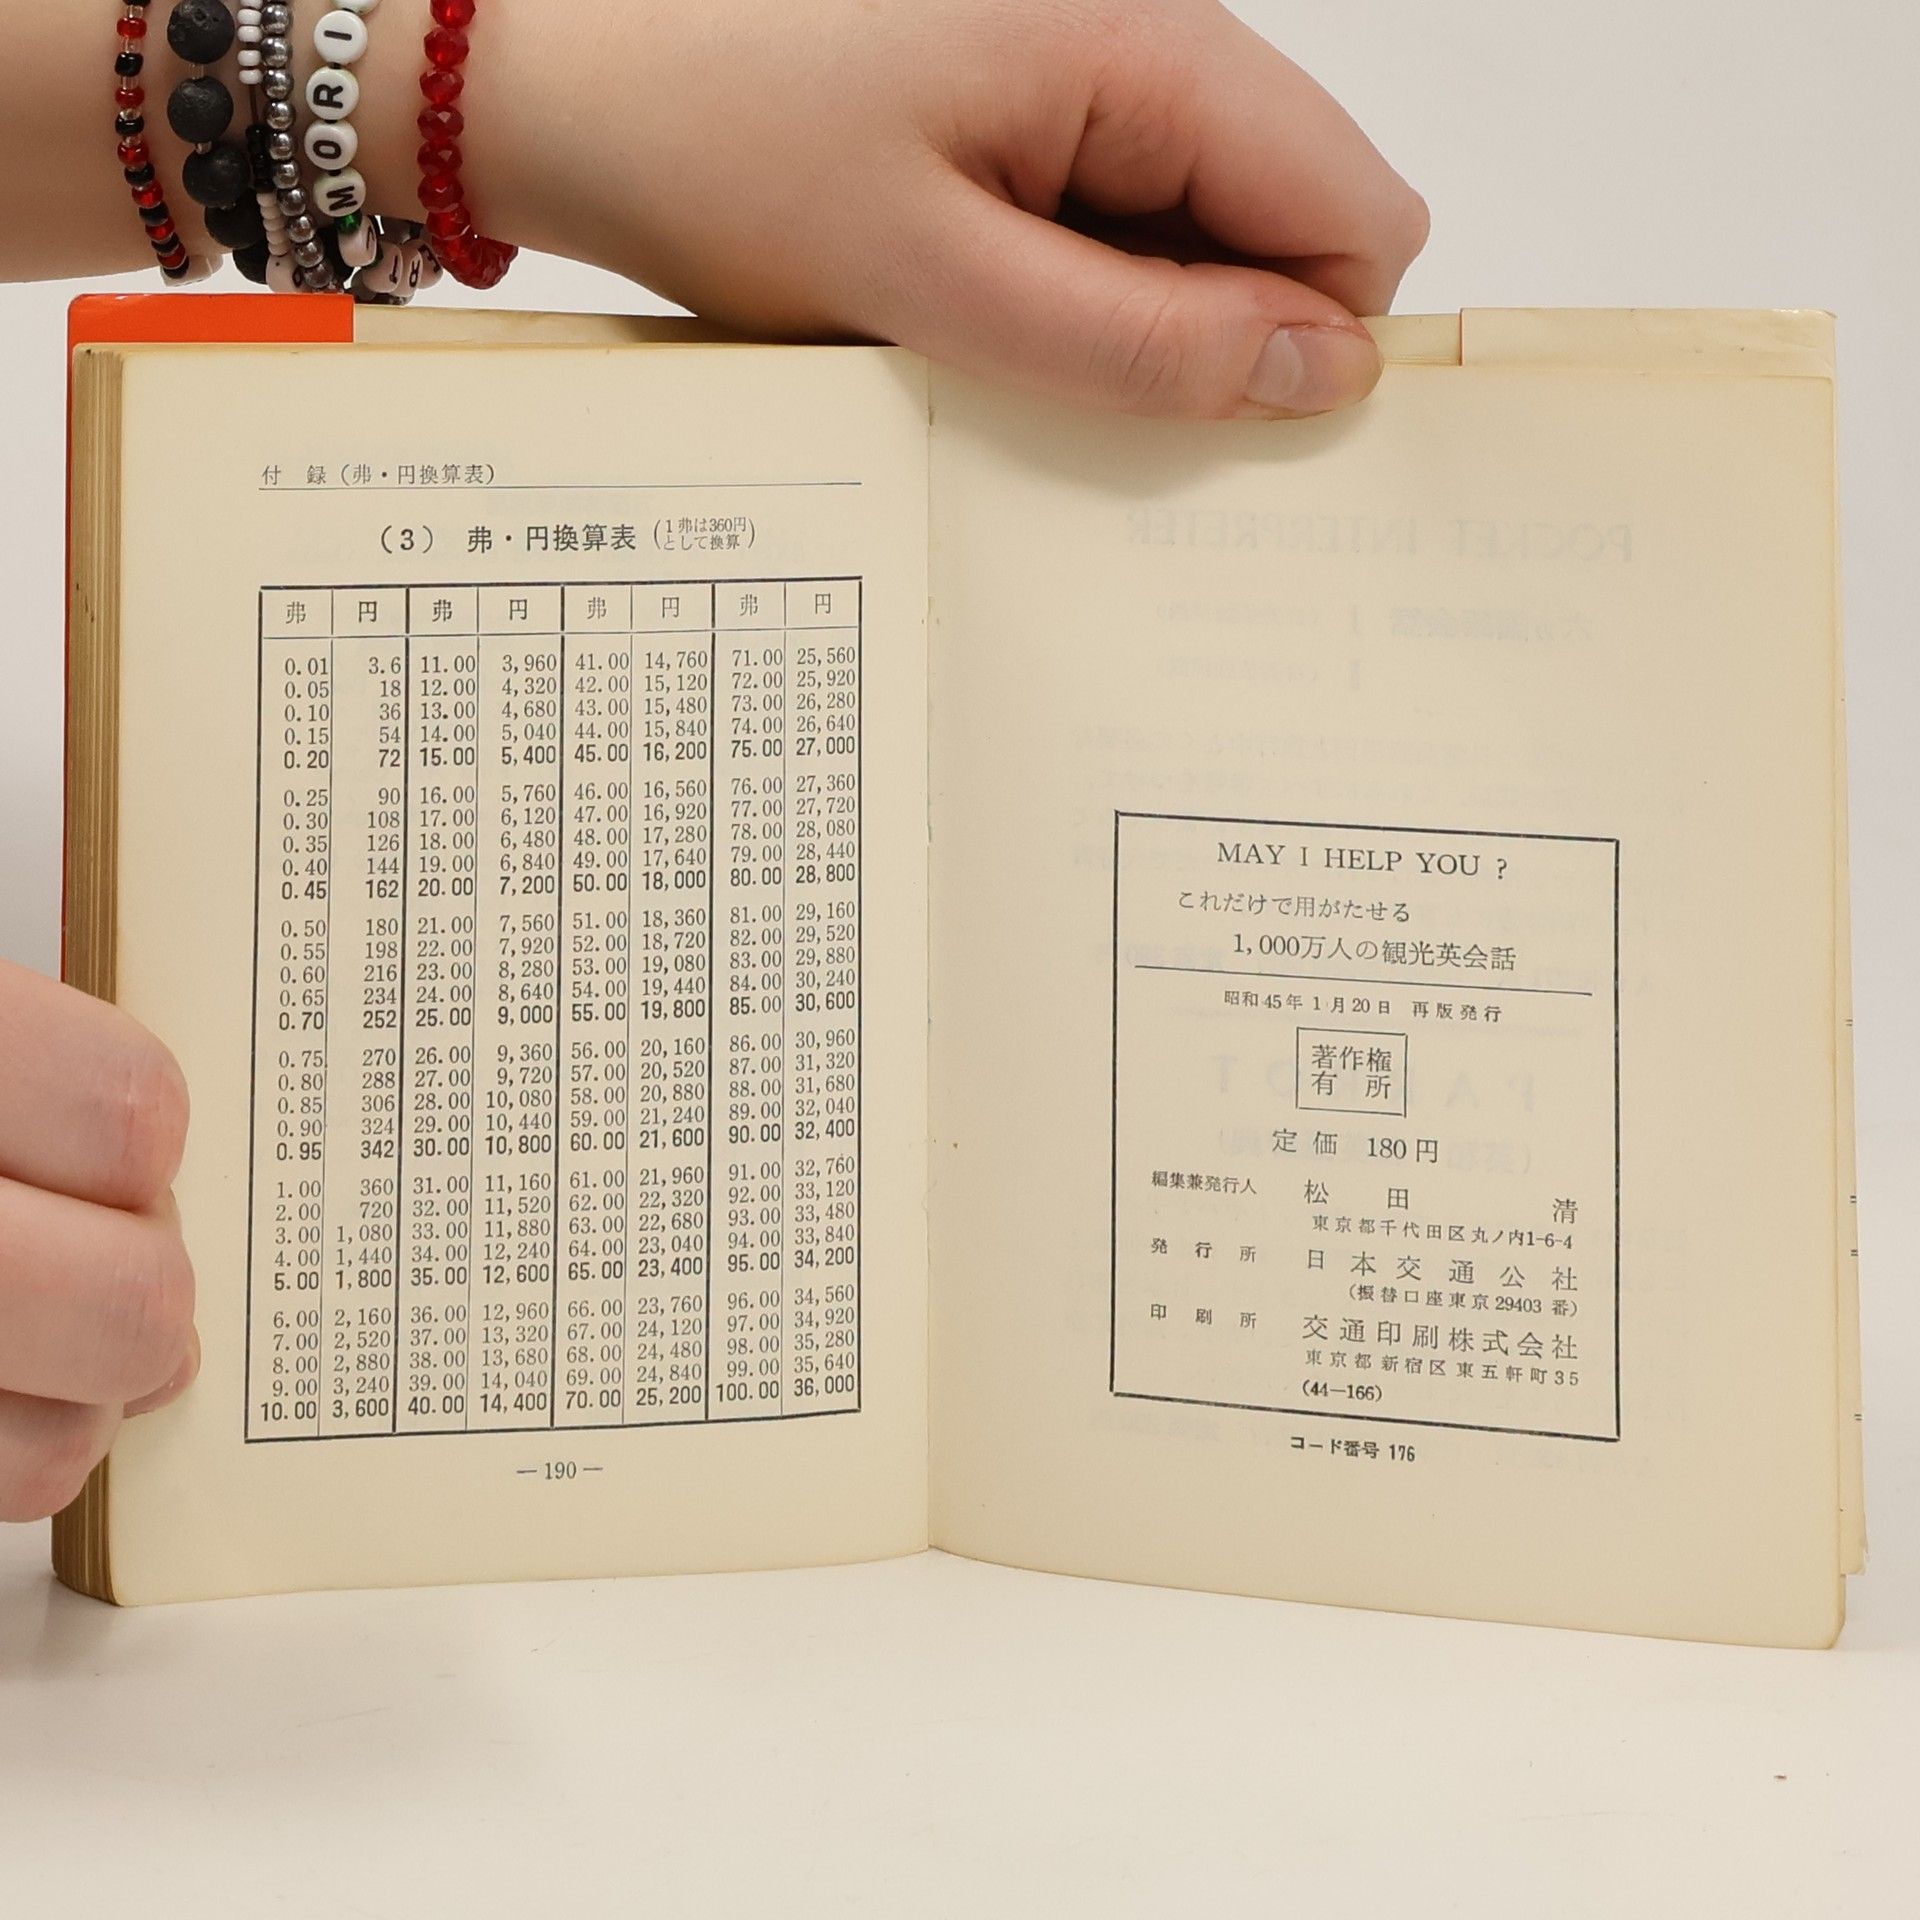 MORI
付 録（弗・円換算表）
（3） 弗・円換算表（1弗は360円として換算）
弗 円 弗 円 弗 円 弗 円
0.01 3.6 11.00 3,960 41.00 14,760 71.00 25,560
0.05 18 12.00 4,320 42.00 15,120 72.00 25,920
0.10 36 13.00 4,680 43.00 15,480 73.00 26,280
0.15 54 14.00 5,040 44.00 15,840 74.00 26,640
0.20 72 15.00 5,400 45.00 16,200 75.00 27,000
0.25 90 16.00 5,760 46.00 16,560 76.00 27,360
0.30 108 17.00 6,120 47.00 16,920 77.00 27,720
0.35 126 18.00 6,480 48.00 17,280 78.00 28,080
0.40 144 19.00 6,840 49.00 17,640 79.00 28,440
0.45 162 20.00 7,200 50.00 18,000 80.00 28,800
0.50 180 21.00 7,560 51.00 18,360 81.00 29,160
0.55 198 22.00 7,920 52.00 18,720 82.00 29,520
0.60 216 23.00 8,280 53.00 19,080 83.00 29,880
0.65 234 24.00 8,640 54.00 19,440 84.00 30,240
0.70 252 25.00 9,000 55.00 19,800 85.00 30,600
0.75 270 26.00 9,360 56.00 20,160 86.00 30,960
0.80 288 27.00 9,720 57.00 20,520 87.00 31,320
0.85 306 28.00 10,080 58.00 20,880 88.00 31,680
0.90 324 29.00 10,440 59.00 21,240 89.00 32,040
0.95 342 30.00 10,800 60.00 21,600 90.00 32,400
1.00 360 31.00 11,160 61.00 21,960 91.00 32,760
2.00 720 32.00 11,520 62.00 22,320 92.00 33,120
3.00 1,080 33.00 11,880 63.00 22,680 93.00 33,480
4.00 1,440 34.00 12,240 64.00 23,040 94.00 33,840
5.00 1,800 35.00 12,600 65.00 23,400 95.00 34,200
6.00 2,160 36.00 12,960 66.00 23,760 96.00 34,560
7.00 2,520 37.00 13,320 67.00 24,120 97.00 34,920
8.00 2,880 38.00 13,680 68.00 24,480 98.00 35,280
9.00 3,240 39.00 14,040 69.00 24,840 99.00 35,640
10.00 3,600 40.00 14,400 70.00 25,200 100.00 36,000
— 190 —
MAY I HELP YOU ?
これだけで用がたせる
1,000万人の観光英会話
昭和45年 1月20日 再版発行
著作権
有 所
定 価 180円
編集兼発行人 松 田 清
東京都千代田区丸ノ内1-6-4
発 行 所 日 本 交 通 公 社
（振替口座東京 29403 番）
印 刷 所 交通印刷株式会社
東京都新宿区東五軒町35
（44—166）
コード番号 176